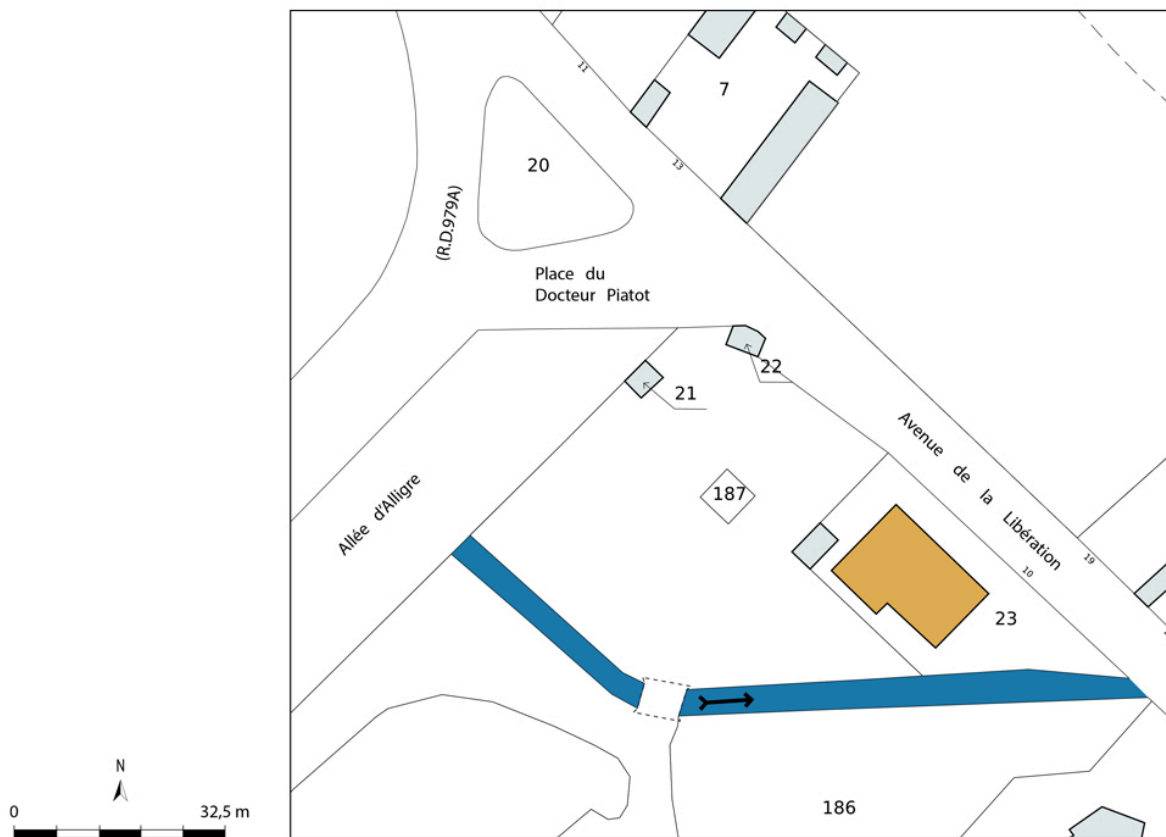 11
7
20
13
(R.D.979A)
Place du
Docteur Piatot
22
21
Avenue de la Libération
187
Allée d'Alligre
19
10
23
N
0
32,5 m
186